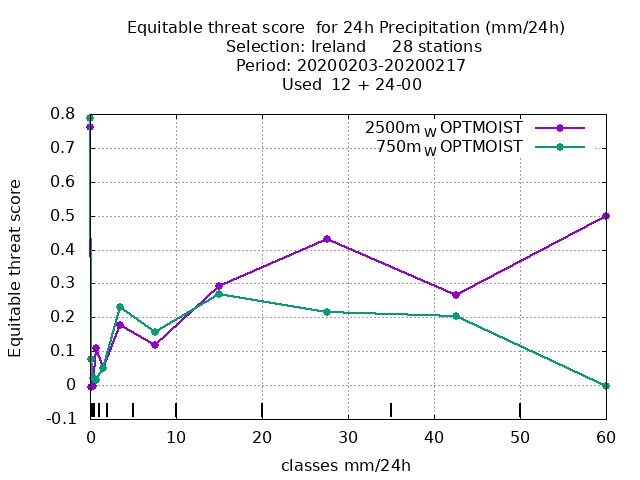 Equitable threat score  for 24h Precipitation (mm/24h)
Selection: Ireland     28 stations
Period: 20200203-20200217
Used  12 + 24-00
2500m W OPTMOIST
750m W OPTMOIST
0.8
0.7
0.6
0.5
0.4
0.3
0.2
0.1
0
-0.1
Equitable threat score
0 10 20 30 40 50 60
classes mm/24h